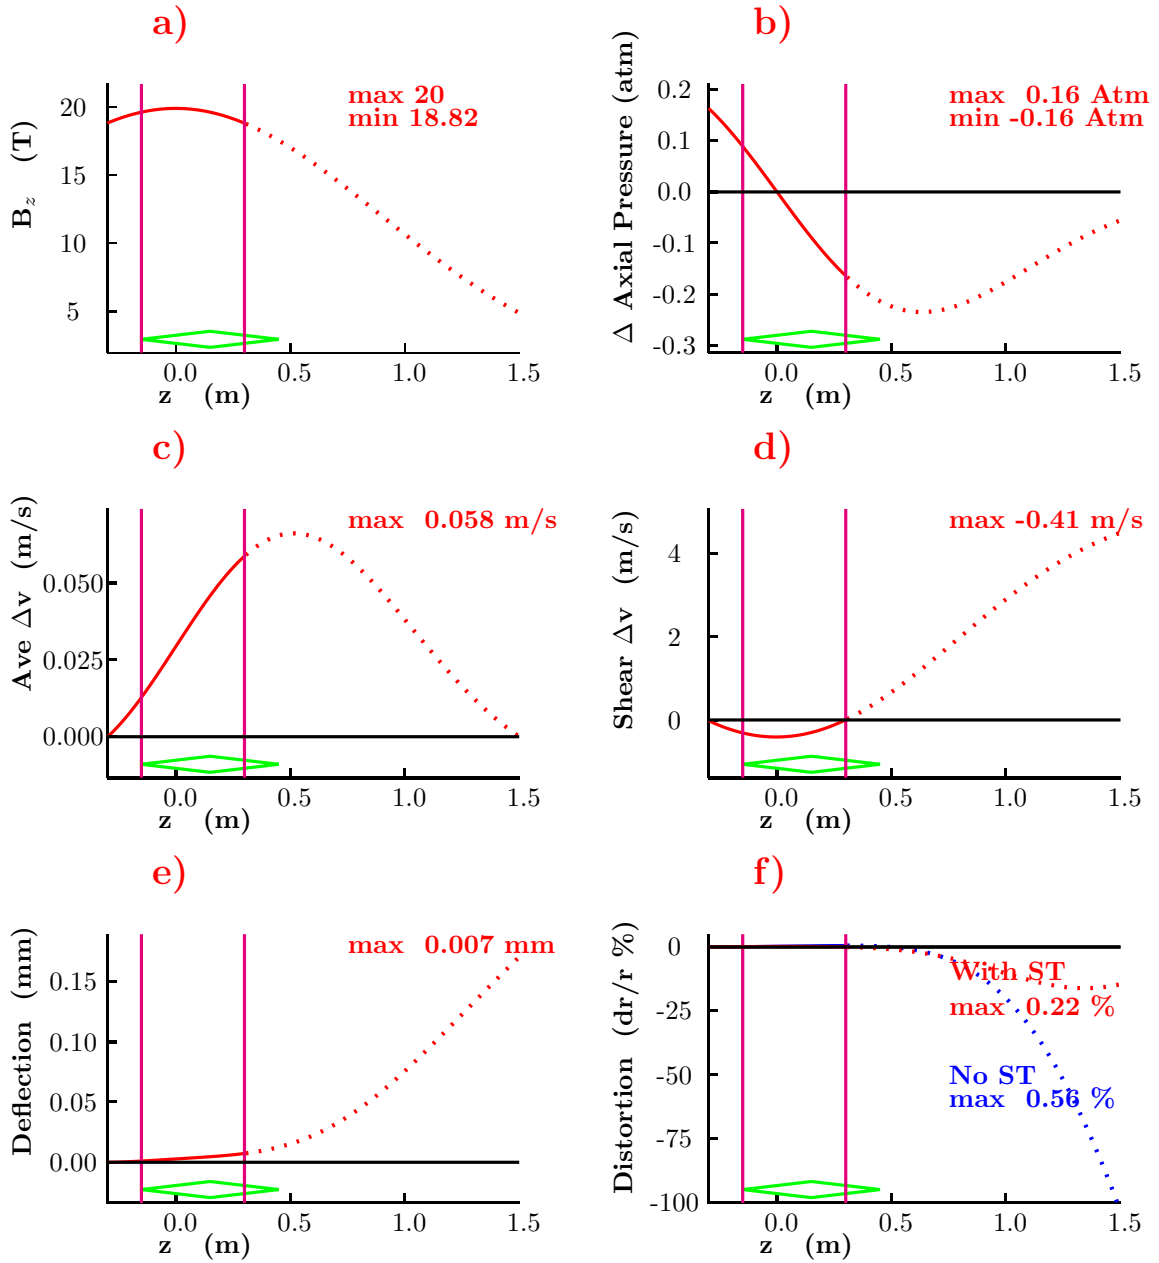 a)
20
15
10
5
B_z (T)
max 20
min 18.82
0.0 0.5 1.0 1.5
z (m)
b)
0.2
0.1
0.0
-0.1
-0.2
-0.3
Δ Axial Pressure (atm)
max 0.16 Atm
min -0.16 Atm
0.0 0.5 1.0 1.5
z (m)
c)
0.050
0.025
0.000
Ave Δv (m/s)
max 0.058 m/s
0.0 0.5 1.0 1.5
z (m)
d)
4
2
0
Shear Δv (m/s)
max -0.41 m/s
0.0 0.5 1.0 1.5
z (m)
e)
0.15
0.10
0.05
0.00
Deflection (mm)
max 0.007 mm
0.0 0.5 1.0 1.5
z (m)
f)
0
-25
-50
-75
-100
Distortion (dr/r %)
With ST
max 0.22 %
No ST
max 0.56 %
0.0 0.5 1.0 1.5
z (m)